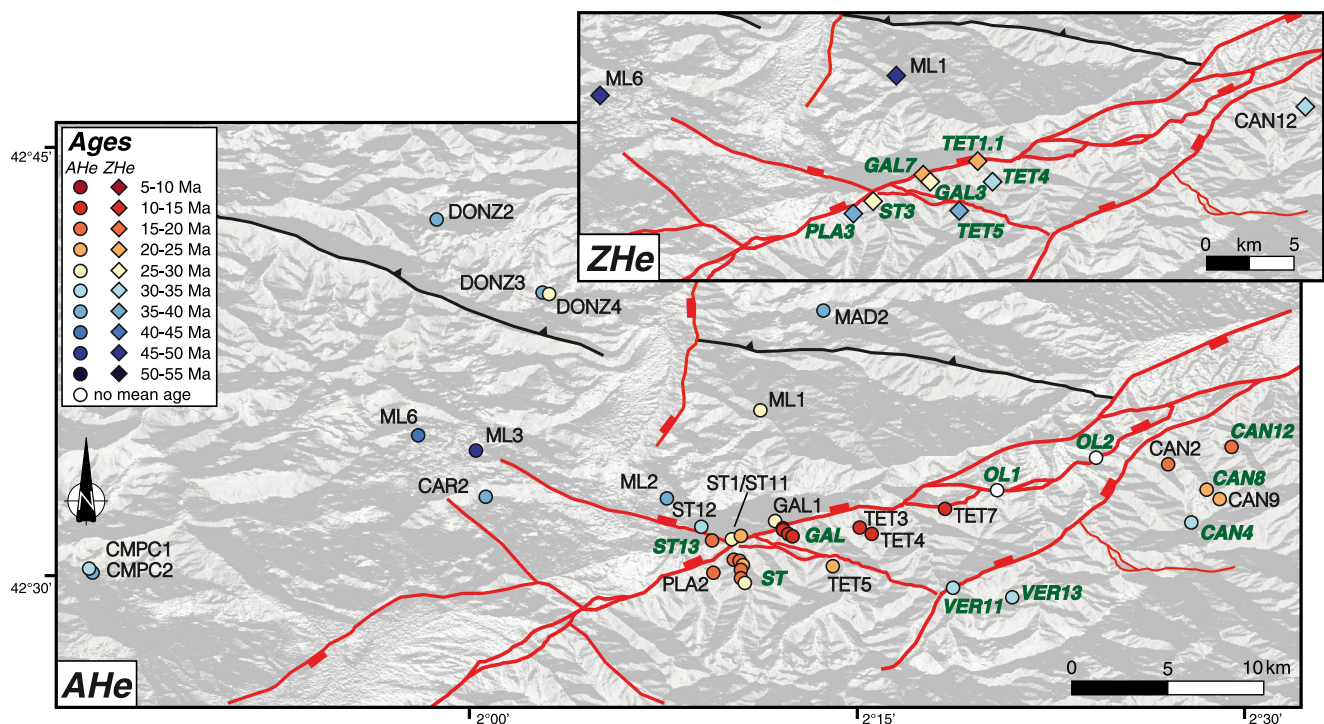 ML6
ML1
CAN12
TET1.1
GAL7
TET4
GAL3
ST3
PLA3
TET5
0 km 5
ZHe
42°45'
Ages
AHe ZHe
5-10 Ma
10-15 Ma
15-20 Ma
20-25 Ma
25-30 Ma
30-35 Ma
35-40 Ma
40-45 Ma
45-50 Ma
50-55 Ma
no mean age
DONZ2
DONZ3
DONZ4
MAD2
ML1
ML6
ML3
OL2
CAN12
CAN2
CAR2
ML2
ST1/ST11
OL1
CAN8
CAN9
ST12
GAL1
TET3
TET7
ST13
GAL
TET4
CAN4
CMPC1
CMPC2
42°30'
PLA2
ST
TET5
VER11
VER13
AHe
0 5 10 km
2°00' 2°15' 2°30'